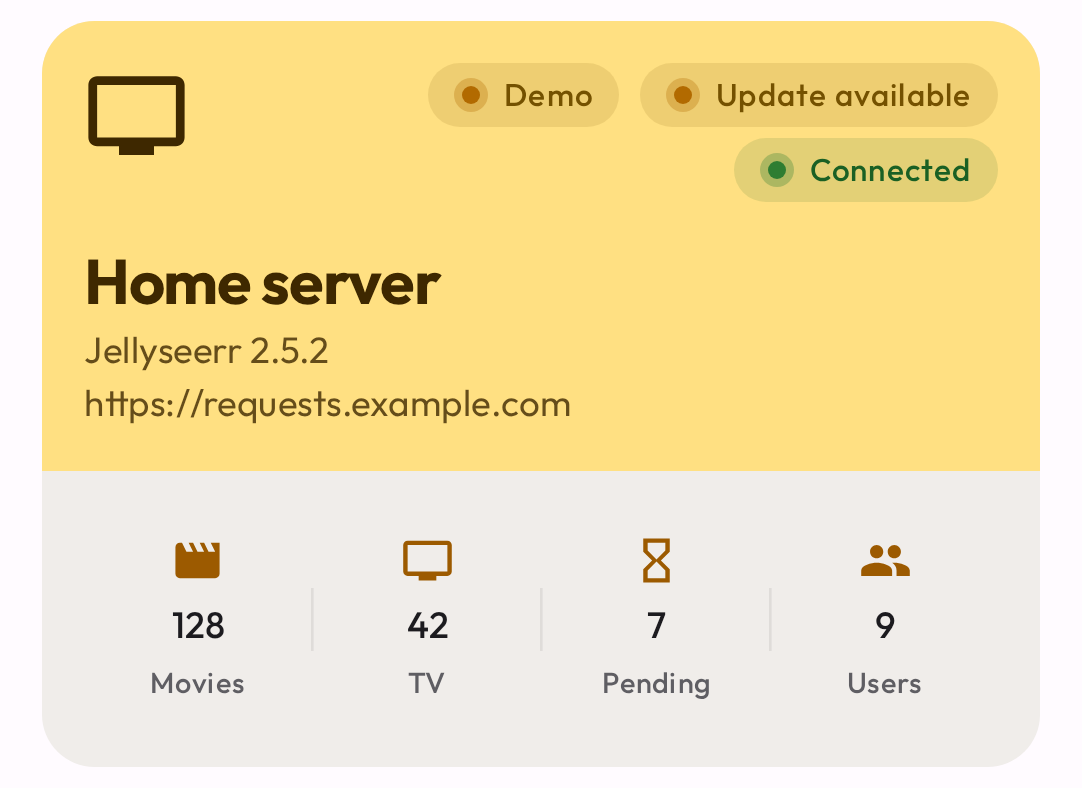 Demo
Update available
Connected
Home server
Jellyseerr 2.5.2
https://requests.example.com
128
42
7
9
Movies
TV
Pending
Users